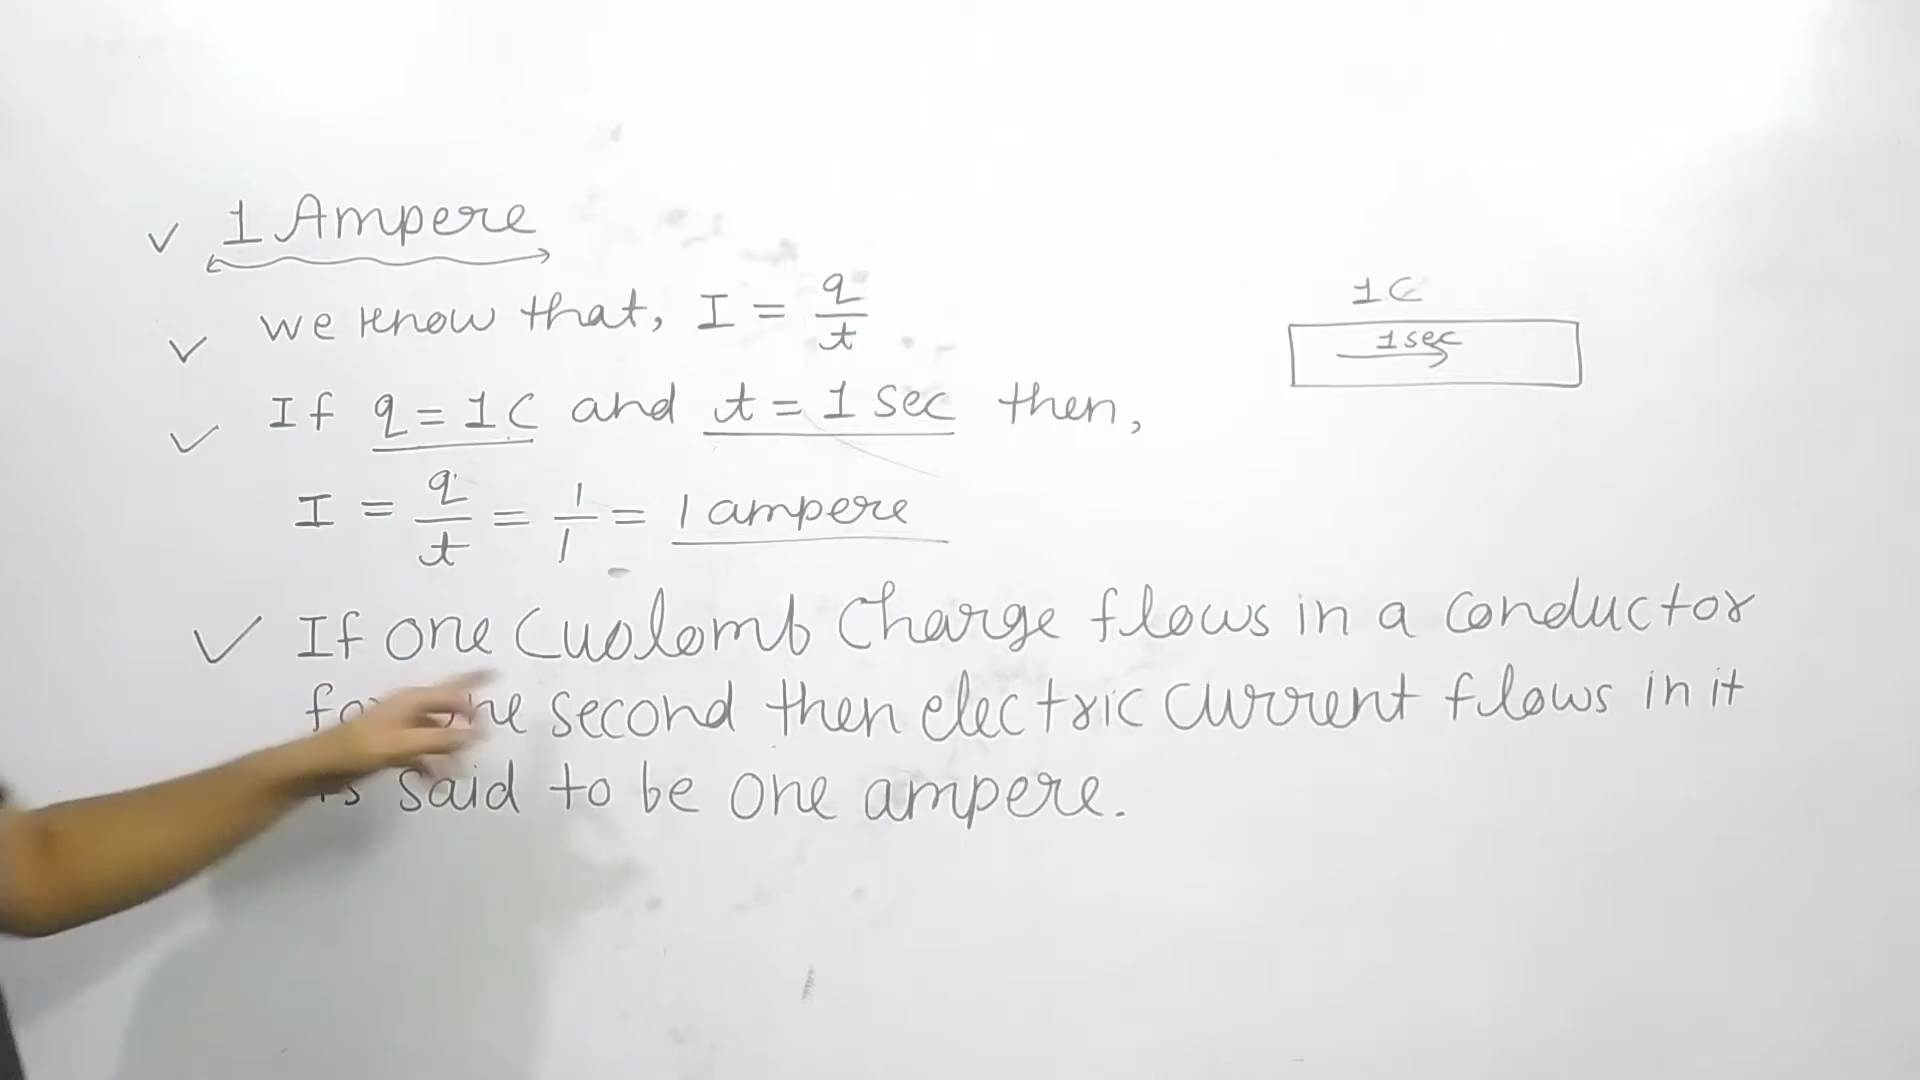 1 Ampere
we know that, I = q/t
1C
1sec
If q = 1C and t = 1 sec then,
I = q/t = 1/1 = 1 ampere
If one Cuolomb Charge flows in a conductor
second then electric current flows in it
is said to be one ampere.